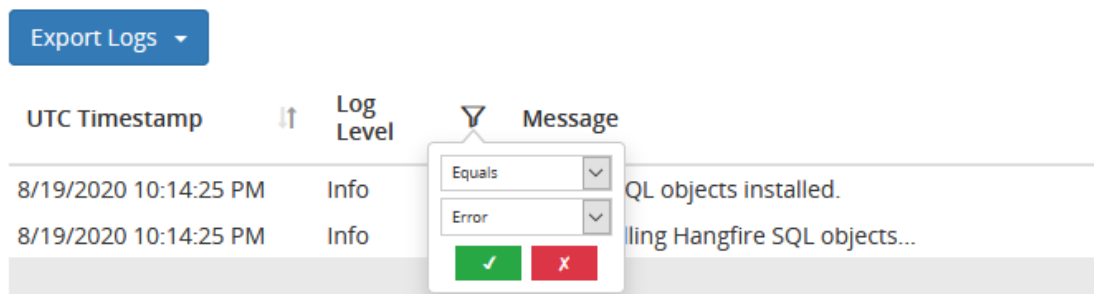 Export Logs
UTC Timestamp
Log Level
Message
8/19/2020 10:14:25 PM Info QL objects installed.
8/19/2020 10:14:25 PM Info lling Hangfire SQL objects...
Equals
Error